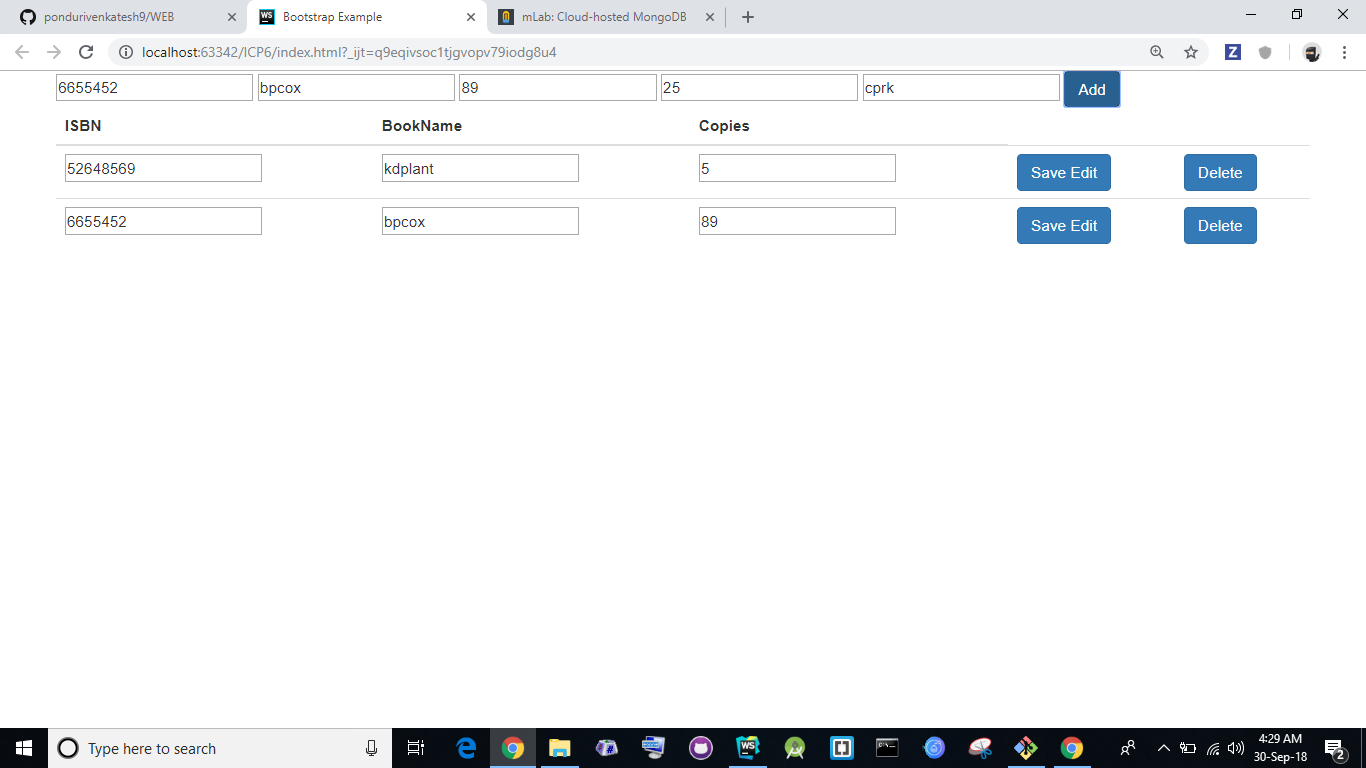 pondurivenkatesh9/WEB Bootstrap Example mLab: Cloud-hosted MongoDB
localhost:63342/ICP6/index.html?_ijt=q9eqivsoc1tjgvopv79iodg8u4
6655452 bpcox 89 25 cprk Add
ISBN BookName Copies
52648569 kdplant 5 Save Edit Delete
6655452 bpcox 89 Save Edit Delete
Type here to search
4:29 AM
30-Sep-18
2